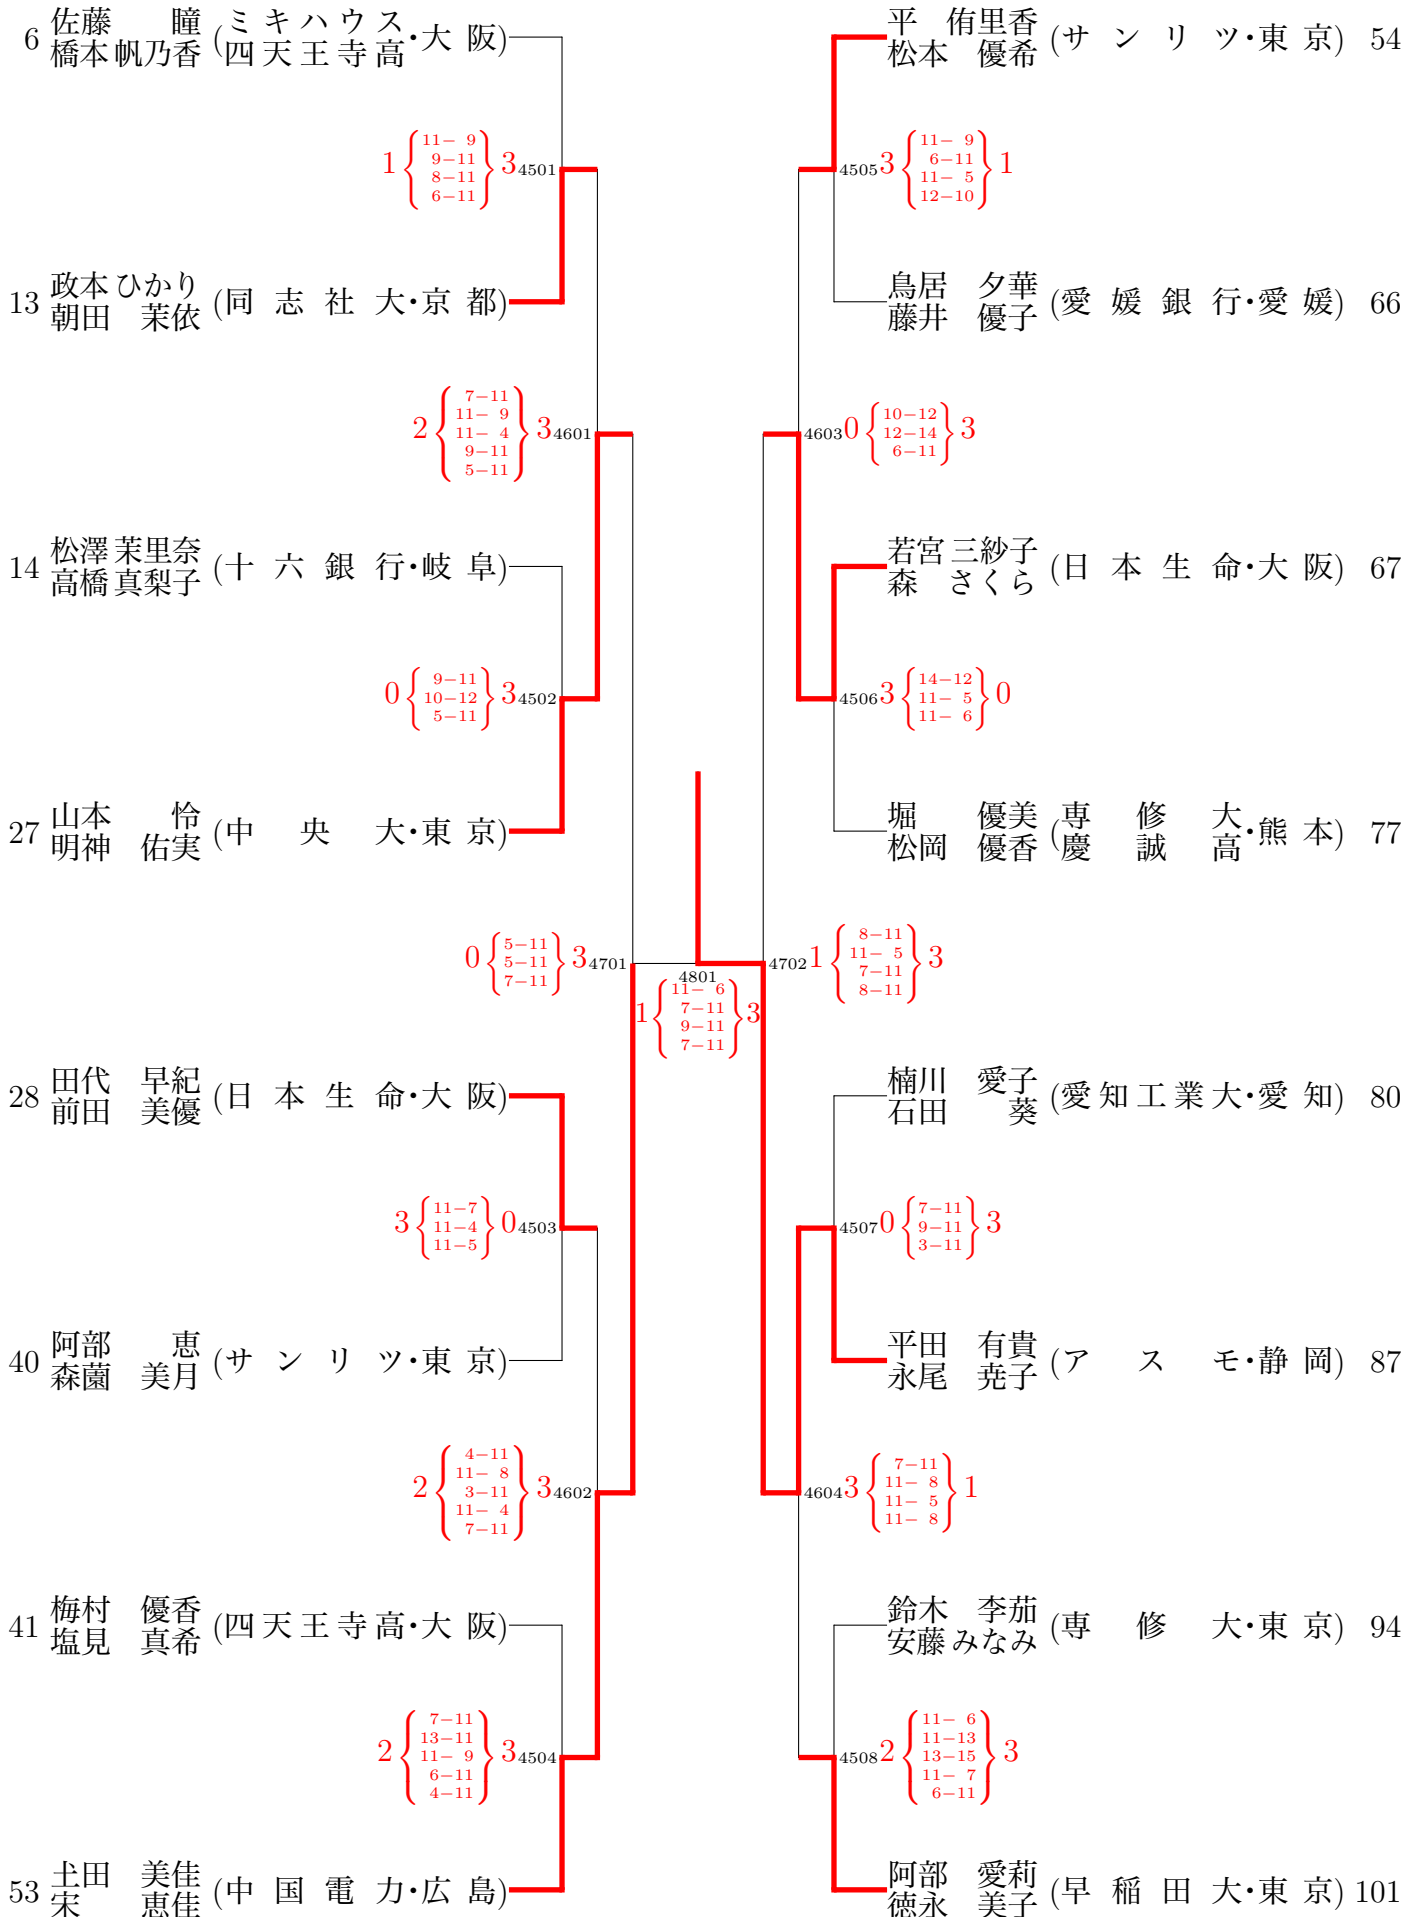 6 佐藤 瞳 橋本 帆乃香 (ミキハウス 四天王寺高・大阪)
1 { 11- 9 9-11 8-11 6-11 } 3 4501
13 政本 ひかり 朝田 茉依 (同志社大・京都)
2 { 7-11 11- 9 11- 4 9-11 5-11 } 3 4601
14 松澤 茉里奈 高橋 真梨子 (十六銀行・岐阜)
0 { 9-11 10-12 5-11 } 3 4502
27 山本 怜 明神 佑実 (中央大・東京)
0 { 5-11 5-11 7-11 } 3 4701
28 田代 早紀 前田 美優 (日本生命・大阪)
3 { 11-7 11-4 11-5 } 0 4503
40 阿部 恵 森薗 美月 (サンリツ・東京)
2 { 4-11 11- 8 3-11 11- 4 7-11 } 3 4602
41 梅村 優香 塩見 真希 (四天王寺高・大阪)
2 { 7-11 13-11 11- 9 6-11 4-11 } 3 4504
53 圡田 美佳 宋 恵佳 (中国電力・広島)
4801
1 { 11- 6 7-11 9-11 7-11 } 3
平 侑里香 松本 優希 (サンリツ・東京) 54
4505 3 { 11- 9 6-11 11- 5 12-10 } 1
鳥居 夕華 藤井 優子 (愛媛銀行・愛媛) 66
4603 0 { 10-12 12-14 6-11 } 3
若宮 三紗子 森 さくら (日本生命・大阪) 67
4506 3 { 14-12 11- 5 11- 6 } 0
堀 優美 松岡 優香 (専修大 慶誠高・熊本) 77
4702 1 { 8-11 11- 5 7-11 8-11 } 3
楠川 愛子 石田 葵 (愛知工業大・愛知) 80
4507 0 { 7-11 9-11 3-11 } 3
平田 有貴 永尾 尭子 (アスモ・静岡) 87
4604 3 { 7-11 11- 8 11- 5 11- 8 } 1
鈴木 李茄 安藤 みなみ (専修大・東京) 94
4508 2 { 11- 6 11-13 13-15 11- 7 6-11 } 3
阿部 愛莉 徳永 美子 (早稲田大・東京) 101